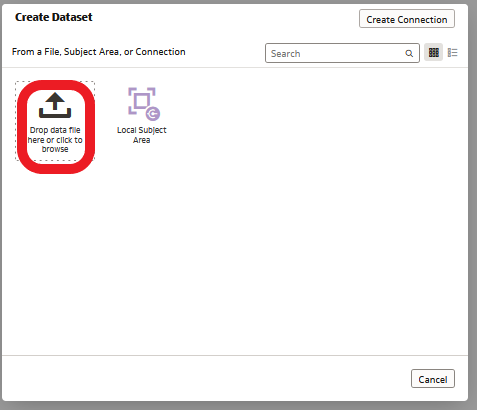 Create Dataset
Create Connection
From a File, Subject Area, or Connection
Search
Drop data file
here or click to
browse
Local Subject
Area
Cancel